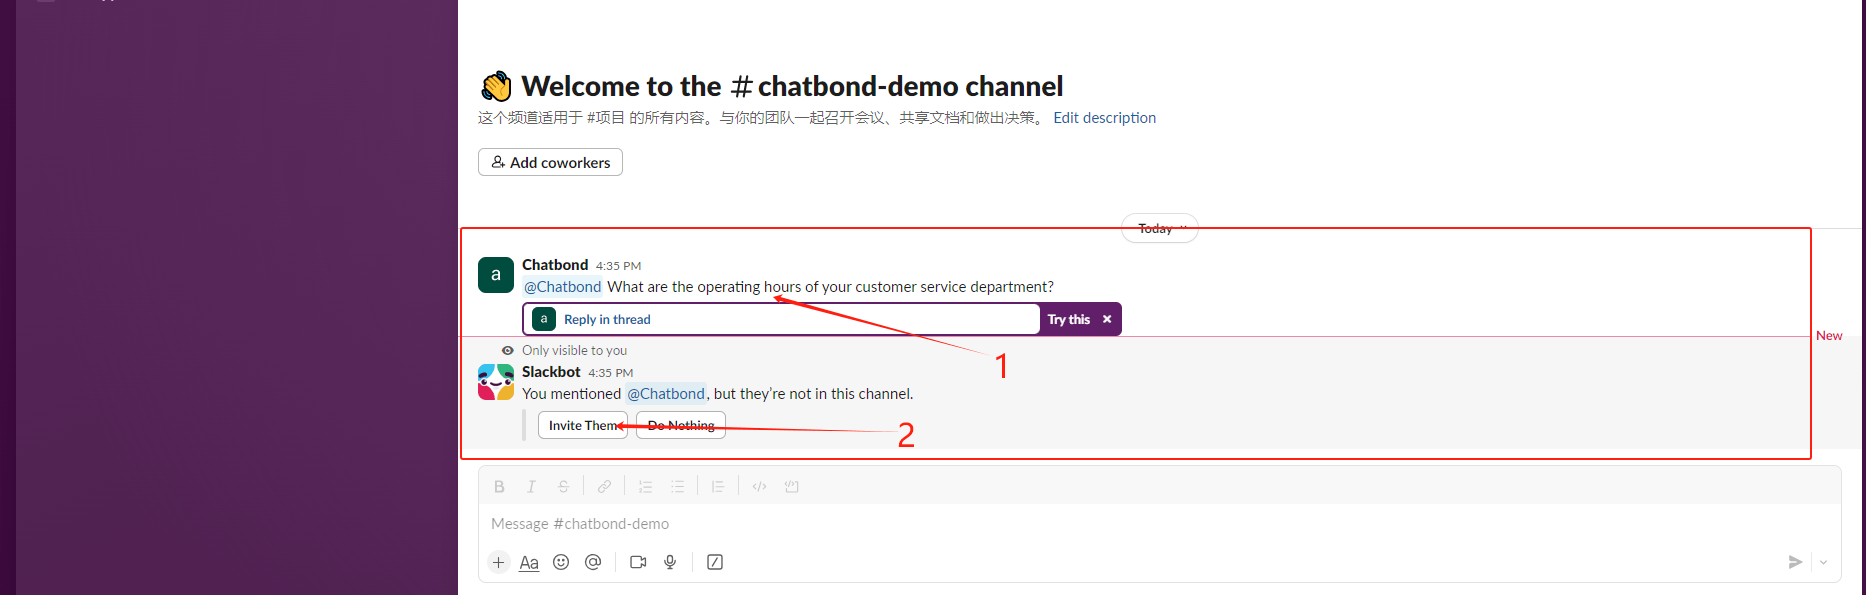 Welcome to the #chatbond-demo channel
这个频道适用于 #项目 的所有内容。与你的团队一起召开会议、共享文档和做出决策。 Edit description
Add coworkers
Today
a
Chatbond 4:35 PM
@Chatbond What are the operating hours of your customer service department?
a Reply in thread Try this ×
New
Only visible to you
1
Slackbot 4:35 PM
You mentioned @Chatbond, but they’re not in this channel.
Invite Them Do Nothing
2
B I S
Message #chatbond-demo
+ Aa @